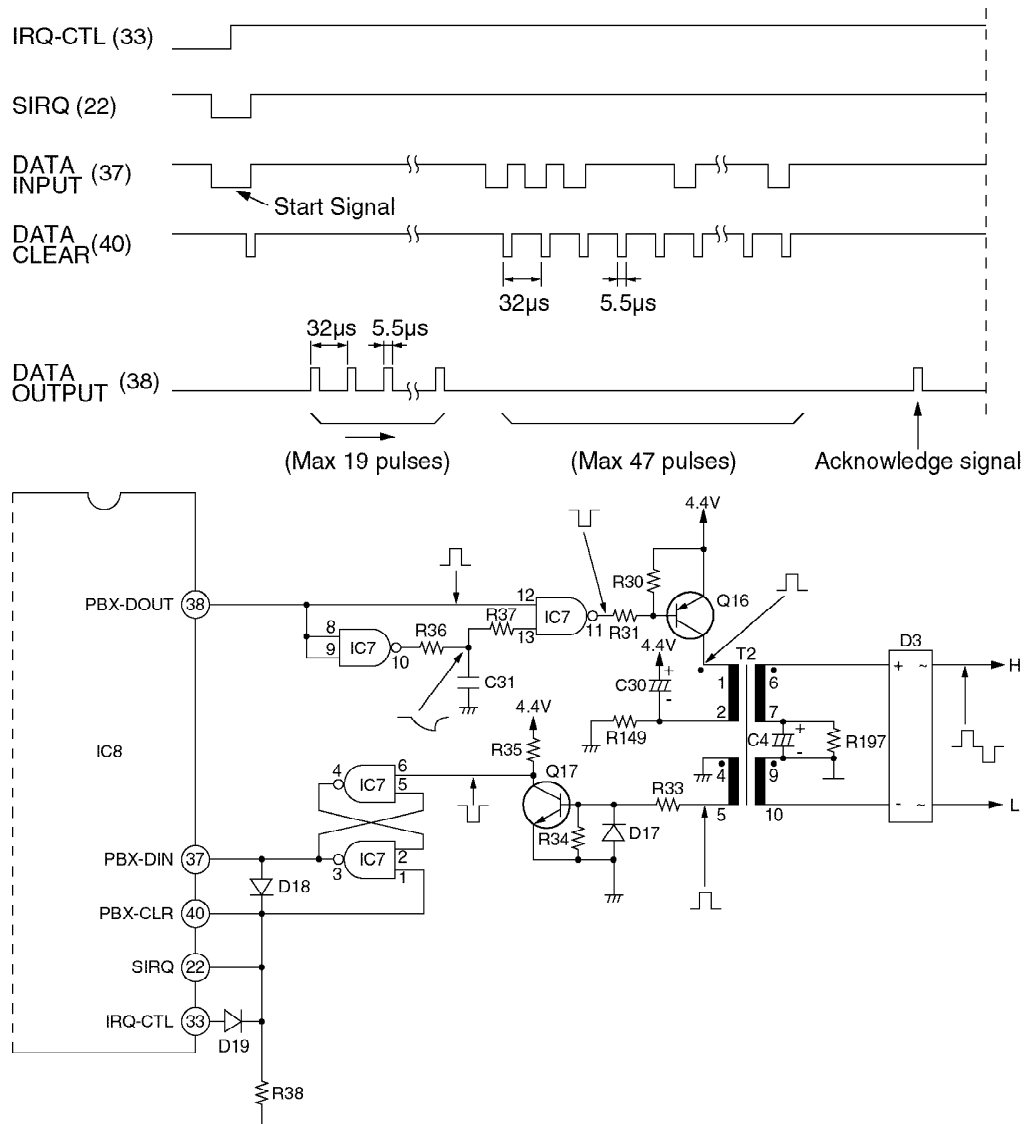 IRQ-CTL (33)
SIRQ (22)
DATA INPUT (37)
Start Signal
DATA CLEAR (40)
32µs
5.5µs
32µs
5.5µs
DATA OUTPUT (38)
(Max 19 pulses)
(Max 47 pulses)
Acknowledge signal
4.4V
R30
Q16
PBX-DOUT 38
12
IC7
11
R31
R37
13
8
9
IC7
10
R36
C31
4.4V
C30
+
-
T2
1
2
6
7
D3
+ ~
- ~
H
R149
C4
+
-
R197
IC8
4.4V
R35
Q17
4
IC7
6
5
4
5
9
10
R33
L
R34
D17
PBX-DIN 37
3
IC7
2
1
D18
PBX-CLR 40
SIRQ 22
IRQ-CTL 33
D19
R38